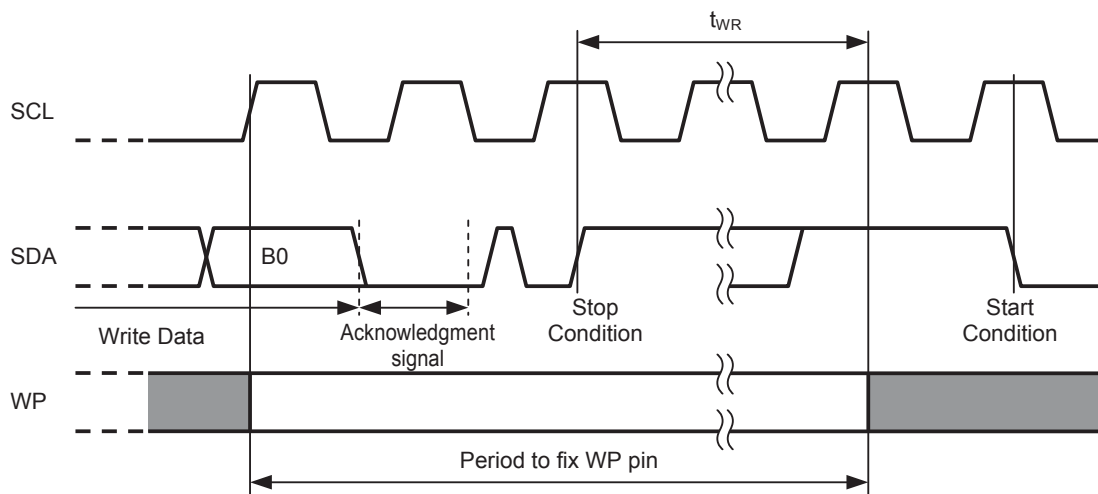 tWR
SCL
SDA
B0
Write Data
Acknowledgment
signal
Stop
Condition
Start
Condition
WP
Period to fix WP pin